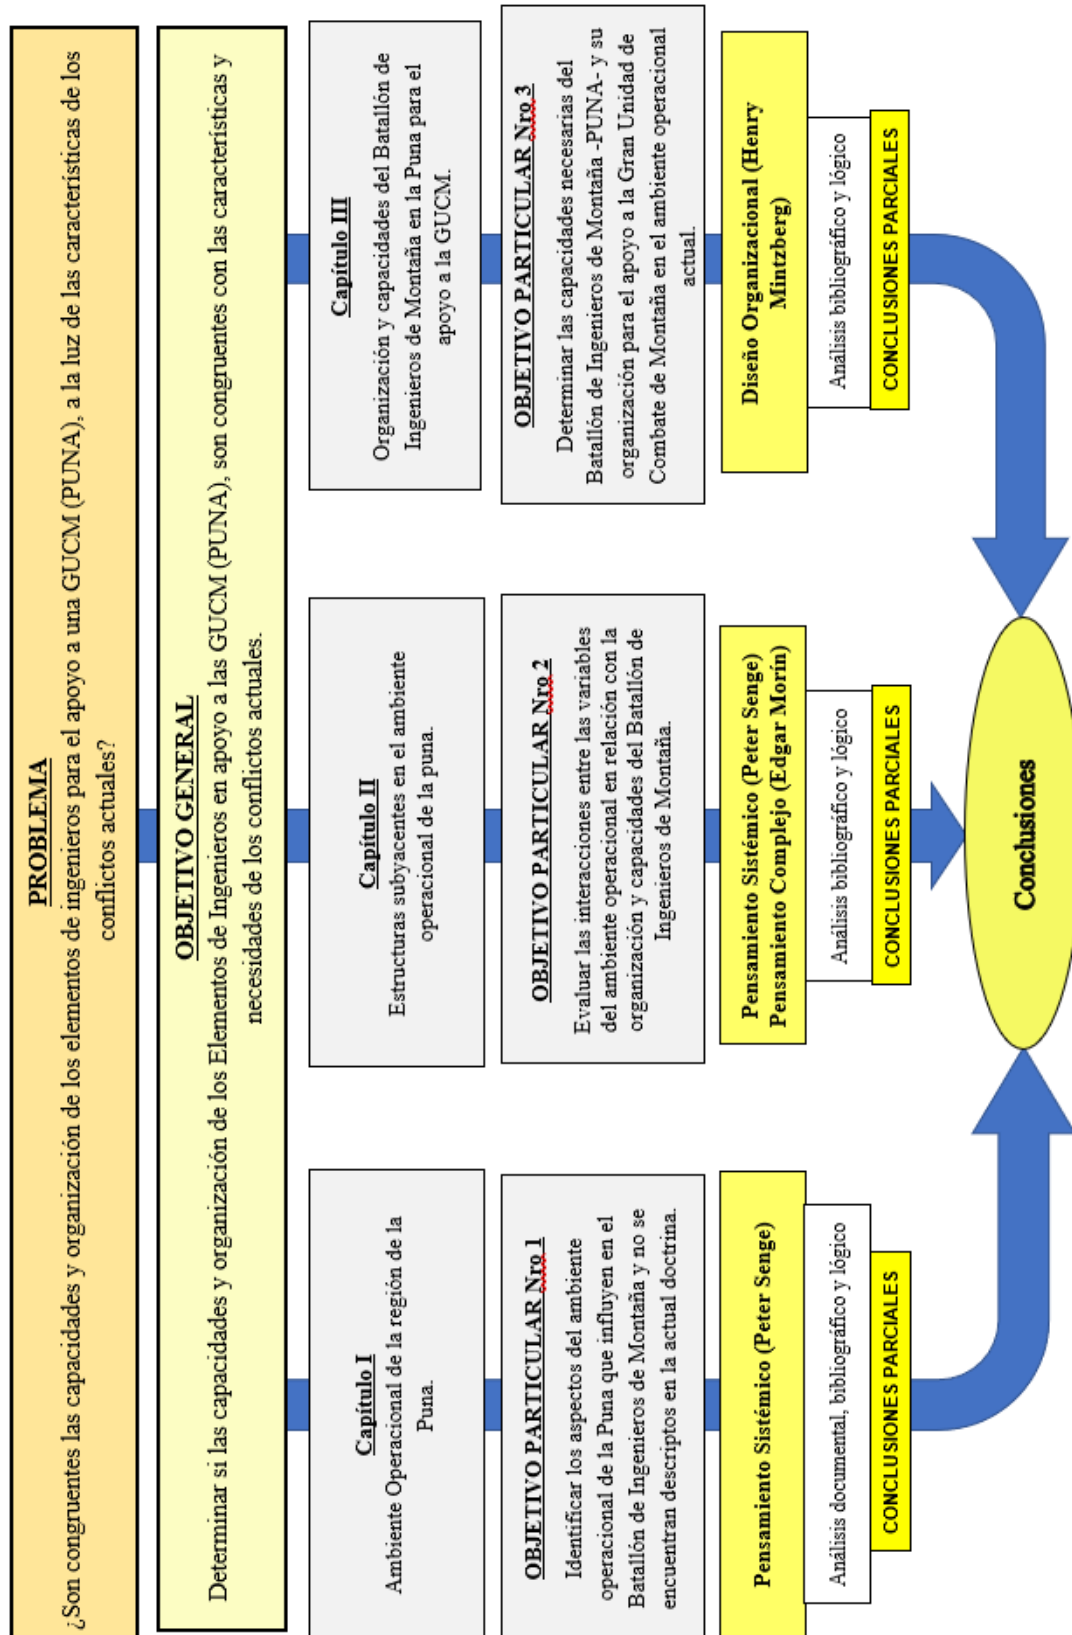 PROBLEMA
¿Son congruentes las capacidades y organización de los elementos de ingenieros para el apoyo a una GUCM (PUNA), a la luz de las características de los
conflictos actuales?
OBJETIVO GENERAL
Determinar si las capacidades y organización de los Elementos de Ingenieros en apoyo a las GUCM (PUNA), son congruentes con las características y
necesidades de los conflictos actuales.
Capítulo I
Ambiente Operacional de la región de la
Puna.
OBJETIVO PARTICULAR Nro 1
Identificar los aspectos del ambiente
operacional de la Puna que influyen en el
Batallón de Ingenieros de Montaña y no se
encuentran descriptos en la actual doctrina.
Pensamiento Sistémico (Peter Senge)
Análisis documental, bibliográfico y lógico
CONCLUSIONES PARCIALES
Capítulo II
Estructuras subyacentes en el ambiente
operacional de la puna.
OBJETIVO PARTICULAR Nro 2
Evaluar las interacciones entre las variables
del ambiente operacional en relación con la
organización y capacidades del Batallón de
Ingenieros de Montaña.
Pensamiento Sistémico (Peter Senge)
Pensamiento Complejo (Edgar Morín)
Análisis bibliográfico y lógico
CONCLUSIONES PARCIALES
Capítulo III
Organización y capacidades del Batallón de
Ingenieros de Montaña en la Puna para el
apoyo a la GUCM.
OBJETIVO PARTICULAR Nro 3
Determinar las capacidades necesarias del
Batallón de Ingenieros de Montaña -PUNA- y su
organización para el apoyo a la Gran Unidad de
Combate de Montaña en el ambiente operacional
actual.
Diseño Organizacional (Henry
Mintzberg)
Análisis bibliográfico y lógico
CONCLUSIONES PARCIALES
Conclusiones